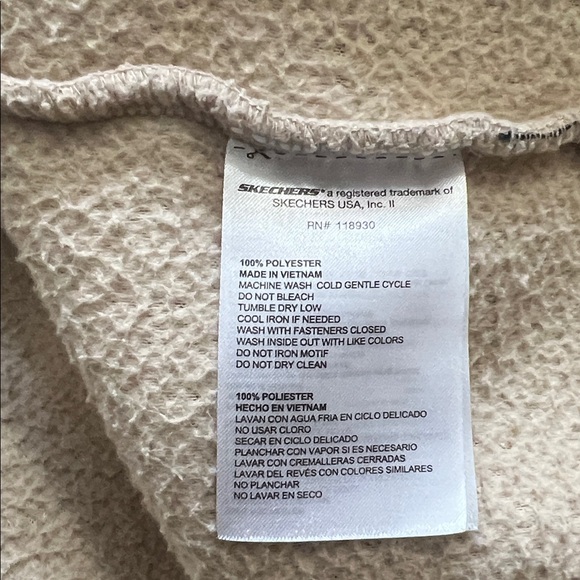 SKECHERS® a registered trademark of
SKECHERS USA, Inc. II
RN# 118930
100% POLYESTER
MADE IN VIETNAM
MACHINE WASH COLD GENTLE CYCLE
DO NOT BLEACH
TUMBLE DRY LOW
COOL IRON IF NEEDED
WASH WITH FASTENERS CLOSED
WASH INSIDE OUT WITH LIKE COLORS
DO NOT IRON MOTIF
DO NOT DRY CLEAN
100% POLIESTER
HECHO EN VIETNAM
LAVAN CON AGUA FRIA EN CICLO DELICADO
NO USAR CLORO
SECAR EN CICLO DELICADO
PLANCHAR CON VAPOR SI ES NECESARIO
LAVAR CON CREMALLERAS CERRADAS
LAVAR DEL REVÉS CON COLORES SIMILARES
NO PLANCHAR
NO LAVAR EN SECO